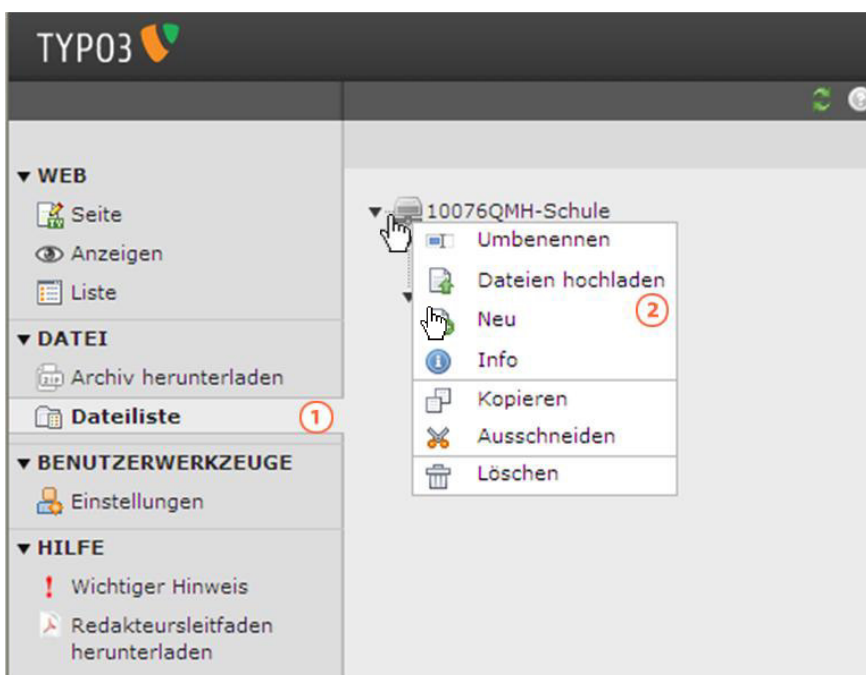 TYPO3
WEB
Seite
Anzeigen
Liste
DATEI
Archiv herunterladen
Dateiliste 1
BENUTZERWERKZEUGE
Einstellungen
HILFE
Wichtiger Hinweis
Redakteursleitfaden
herunterladen
10076QMH-Schule
Umbenennen
Dateien hochladen
2
Neu
Info
Kopieren
Ausschneiden
Löschen